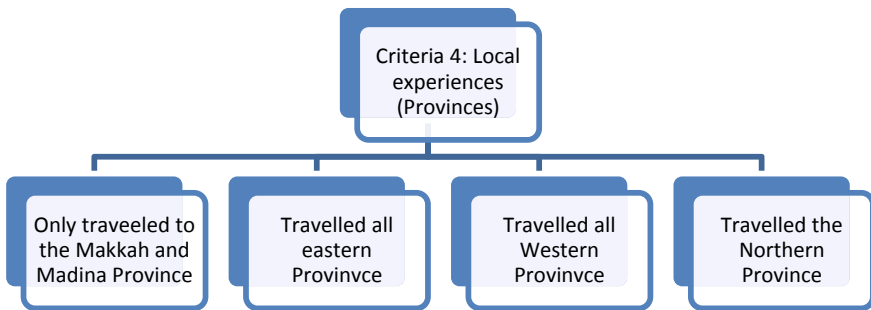 Criteria 4: Local
experiences
(Provinces)
Only traveeled to
the Makkah and
Madina Province
Travelled all
eastern
Provinvce
Travelled all
Western
Provinvce
Travelled the
Northern
Province